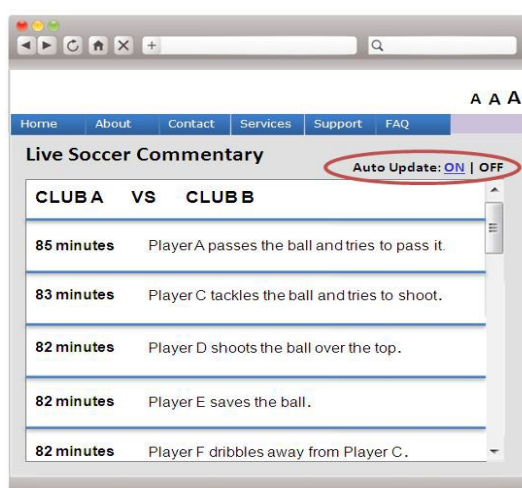 A A A
Home About Contact Services Support FAQ
Live Soccer Commentary
Auto Update: ON | OFF
CLUB A VS CLUB B
85 minutes Player A passes the ball and tries to pass it.
83 minutes Player C tackles the ball and tries to shoot.
82 minutes Player D shoots the ball over the top.
82 minutes Player E saves the ball.
82 minutes Player F dribbles away from Player C.